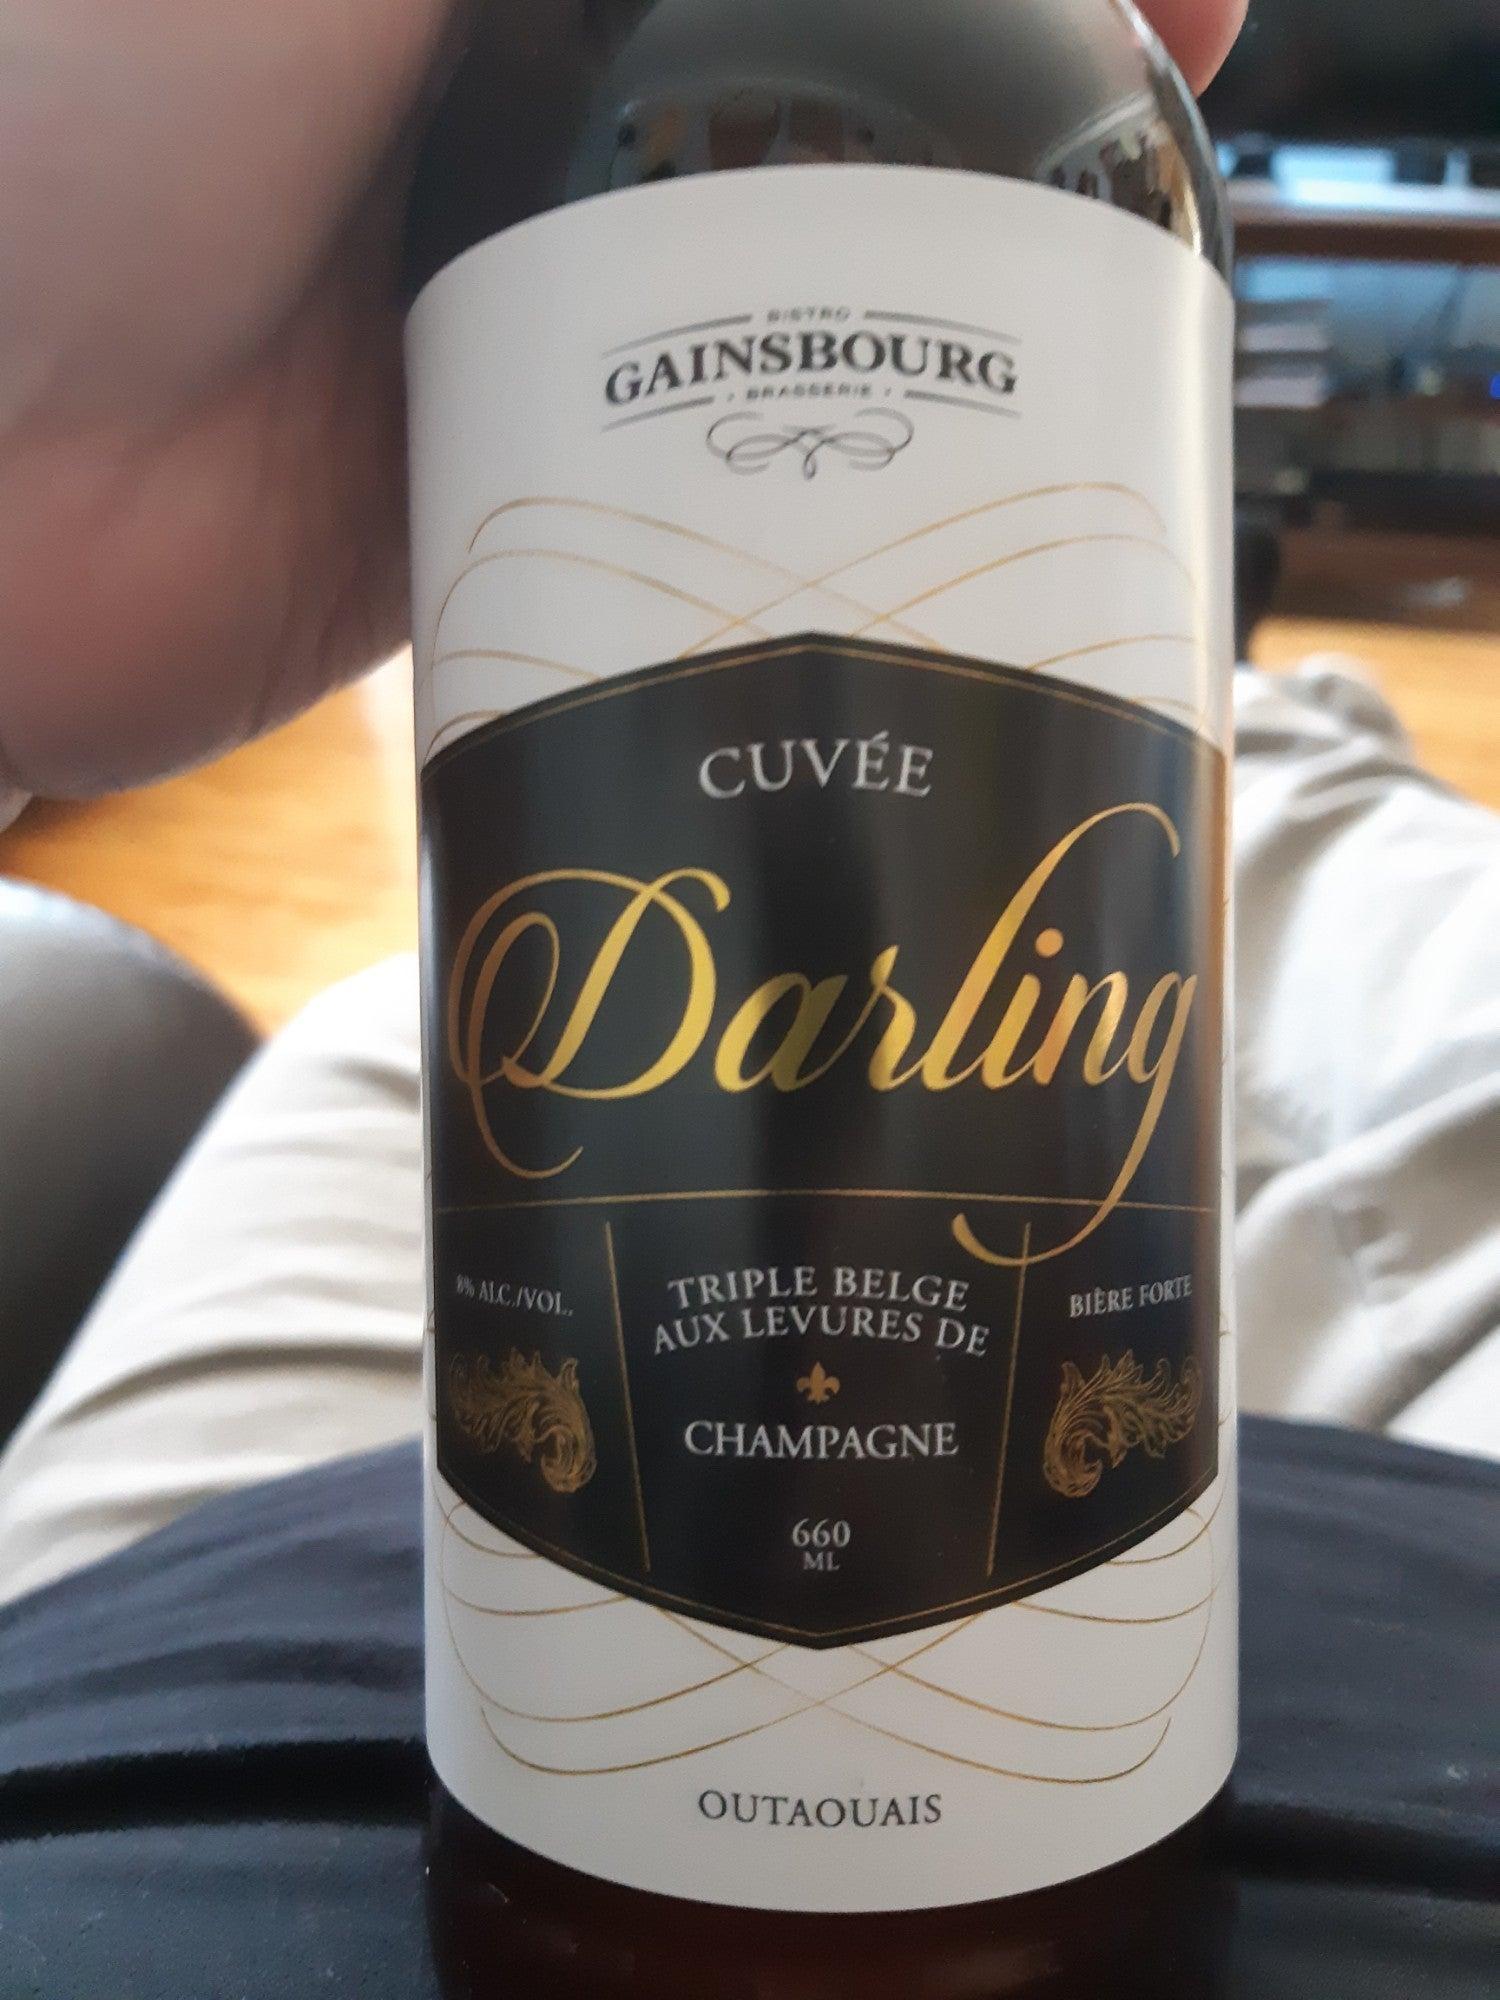 BISTRO
GAINSBOURG
• BRASSERIE •
CUVÉE
Darling
8% ALC./VOL.
TRIPLE BELGE
AUX LEVURES DE
CHAMPAGNE
BIÈRE FORTE
660
ML
OUTAOUAIS